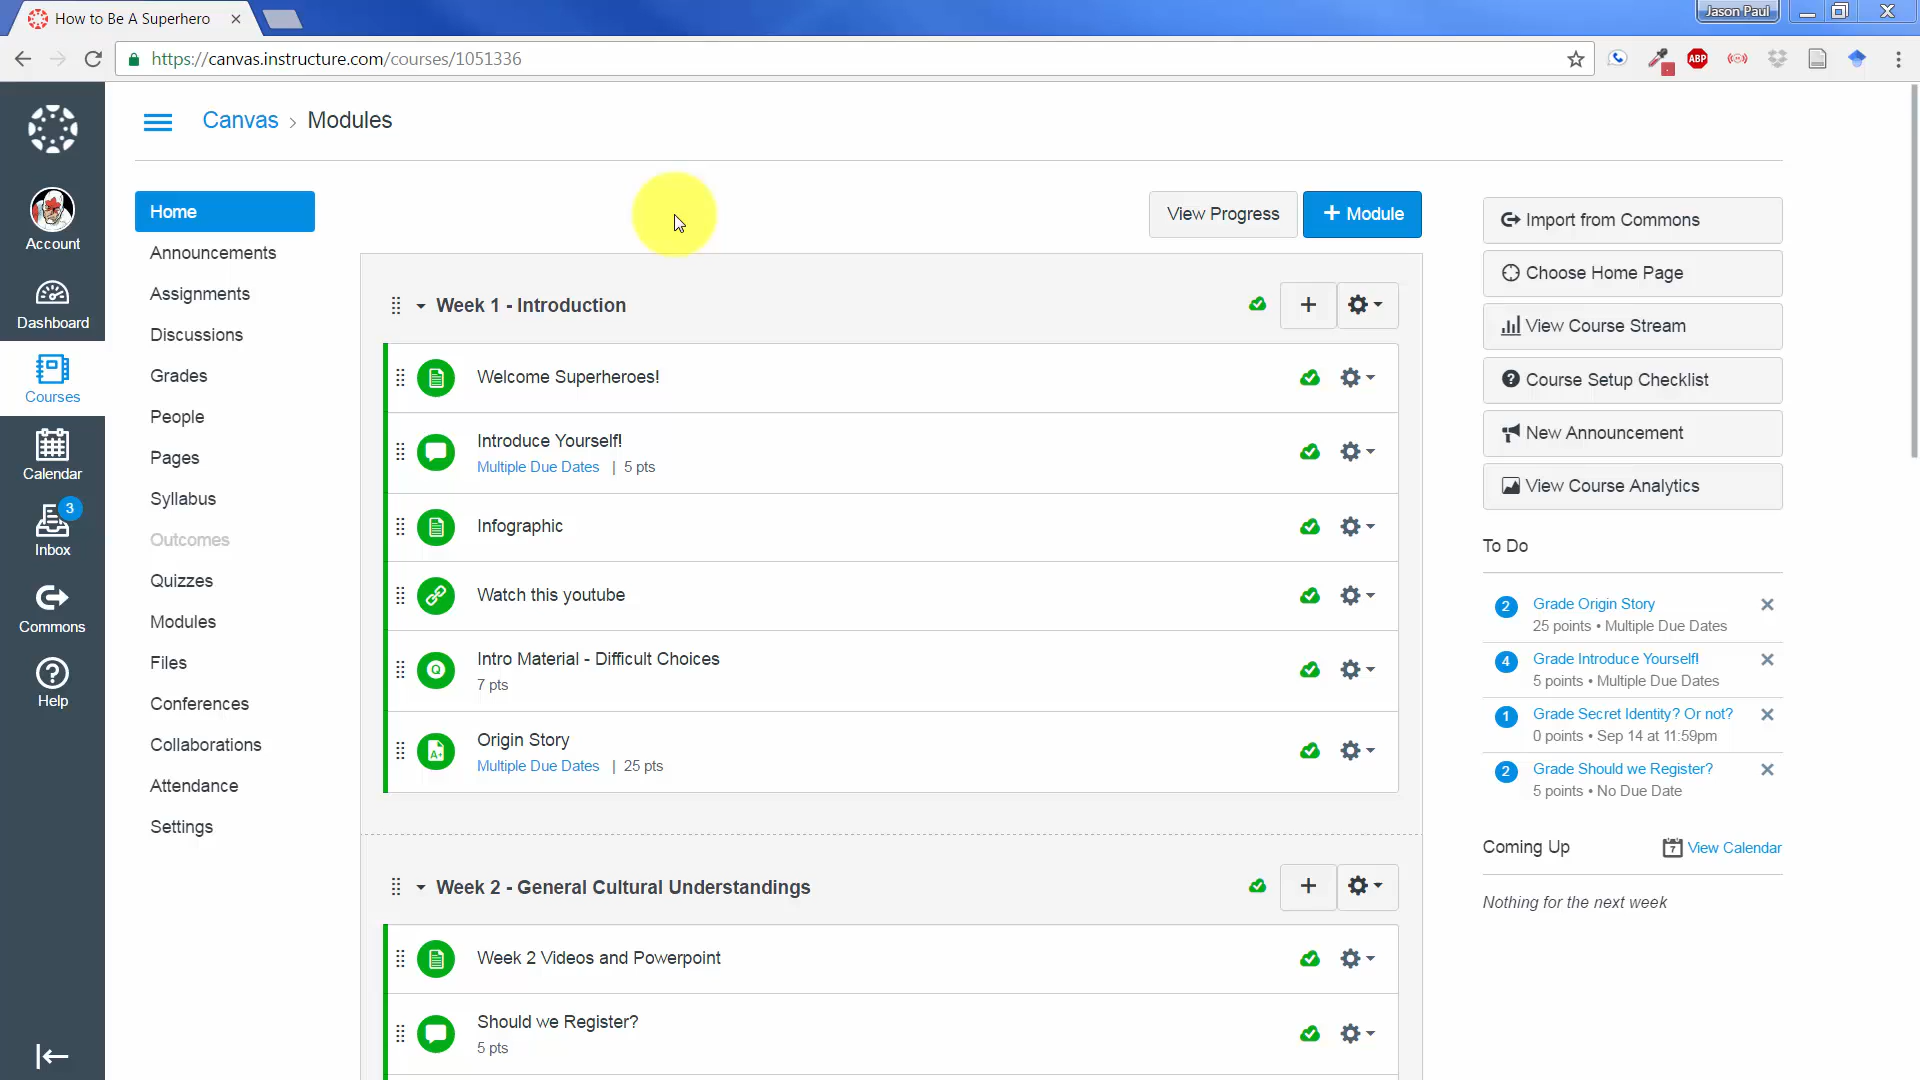 How to Be A Superhero
Jason Paul
https://canvas.instructure.com/courses/1051336
ABP
Canvas > Modules
Account
Dashboard
Courses
Calendar
3
Inbox
Commons
Help
Home
Announcements
Assignments
Discussions
Grades
People
Pages
Syllabus
Outcomes
Quizzes
Modules
Files
Conferences
Collaborations
Attendance
Settings
View Progress
+ Module
Week 1 - Introduction
Welcome Superheroes!
Introduce Yourself!
Multiple Due Dates | 5 pts
Infographic
Watch this youtube
Intro Material - Difficult Choices
7 pts
Origin Story
Multiple Due Dates | 25 pts
Week 2 - General Cultural Understandings
Week 2 Videos and Powerpoint
Should we Register?
5 pts
Import from Commons
Choose Home Page
View Course Stream
Course Setup Checklist
New Announcement
View Course Analytics
To Do
2 Grade Origin Story
25 points • Multiple Due Dates
4 Grade Introduce Yourself!
5 points • Multiple Due Dates
1 Grade Secret Identity? Or not?
0 points • Sep 14 at 11:59pm
2 Grade Should we Register?
5 points • No Due Date
Coming Up
7 View Calendar
Nothing for the next week